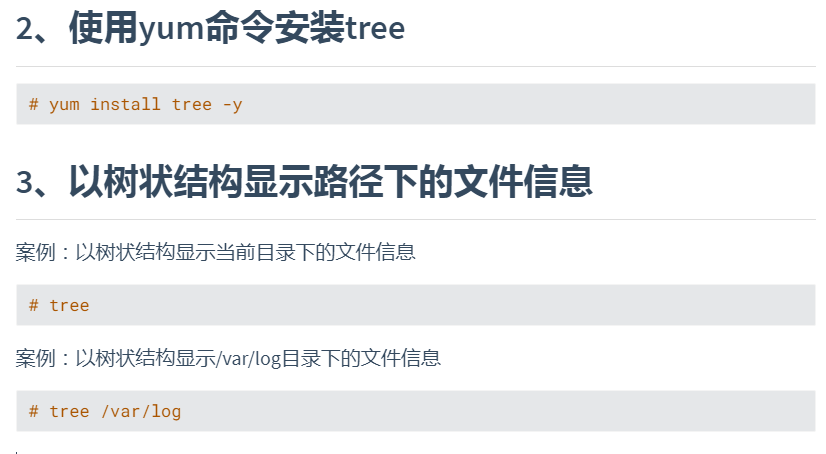 2、使用yum命令安装tree
# yum install tree -y
3、以树状结构显示路径下的文件信息
案例：以树状结构显示当前目录下的文件信息
# tree
案例：以树状结构显示/var/log目录下的文件信息
# tree /var/log